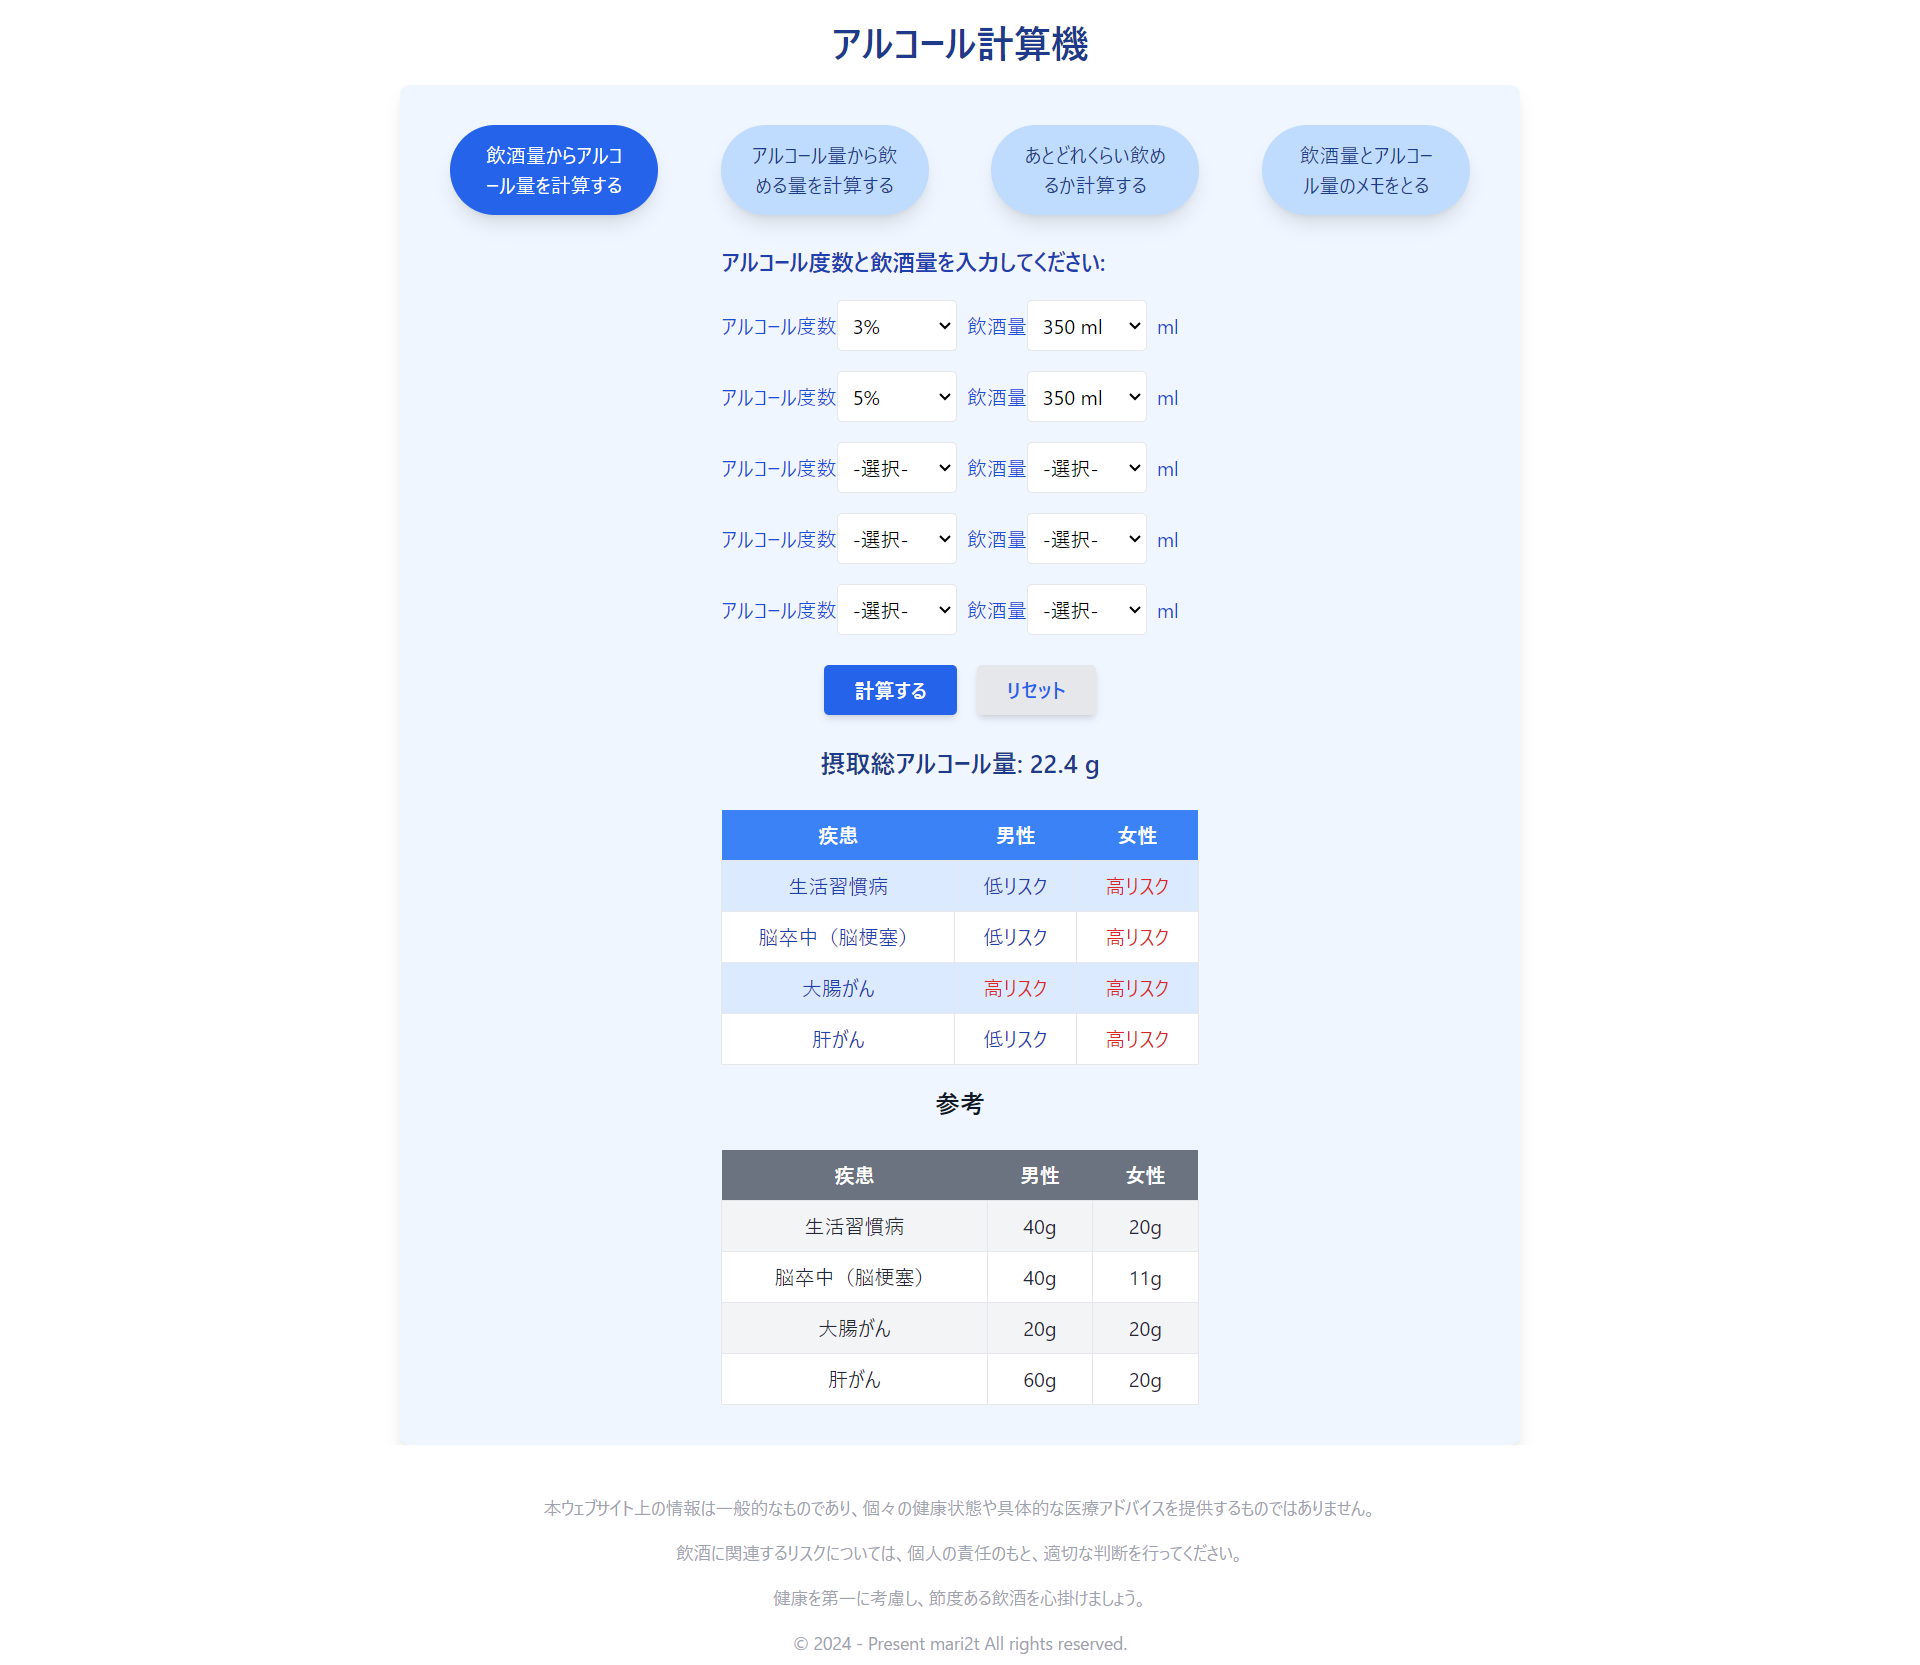 アルコール計算機
飲酒量からアルコ
ール量を計算する
アルコール量から飲
める量を計算する
あとどれくらい飲め
るか計算する
飲酒量とアルコー
ル量のメモをとる
アルコール度数と飲酒量を入力してください:
アルコール度数 3% 飲酒量 350 ml ml
アルコール度数 5% 飲酒量 350 ml ml
アルコール度数 -選択- 飲酒量 -選択- ml
アルコール度数 -選択- 飲酒量 -選択- ml
アルコール度数 -選択- 飲酒量 -選択- ml
計算する リセット
摂取総アルコール量: 22.4 g
疾患 男性 女性
生活習慣病 低リスク 高リスク
脳卒中（脳梗塞） 低リスク 高リスク
大腸がん 高リスク 高リスク
肝がん 低リスク 高リスク
参考
疾患 男性 女性
生活習慣病 40g 20g
脳卒中（脳梗塞） 40g 11g
大腸がん 20g 20g
肝がん 60g 20g
本ウェブサイト上の情報は一般的なものであり、個々の健康状態や具体的な医療アドバイスを提供するものではありません。
飲酒に関連するリスクについては、個人の責任のもと、適切な判断を行ってください。
健康を第一に考慮し、節度ある飲酒を心掛けましょう。
© 2024 - Present mari2t All rights reserved.